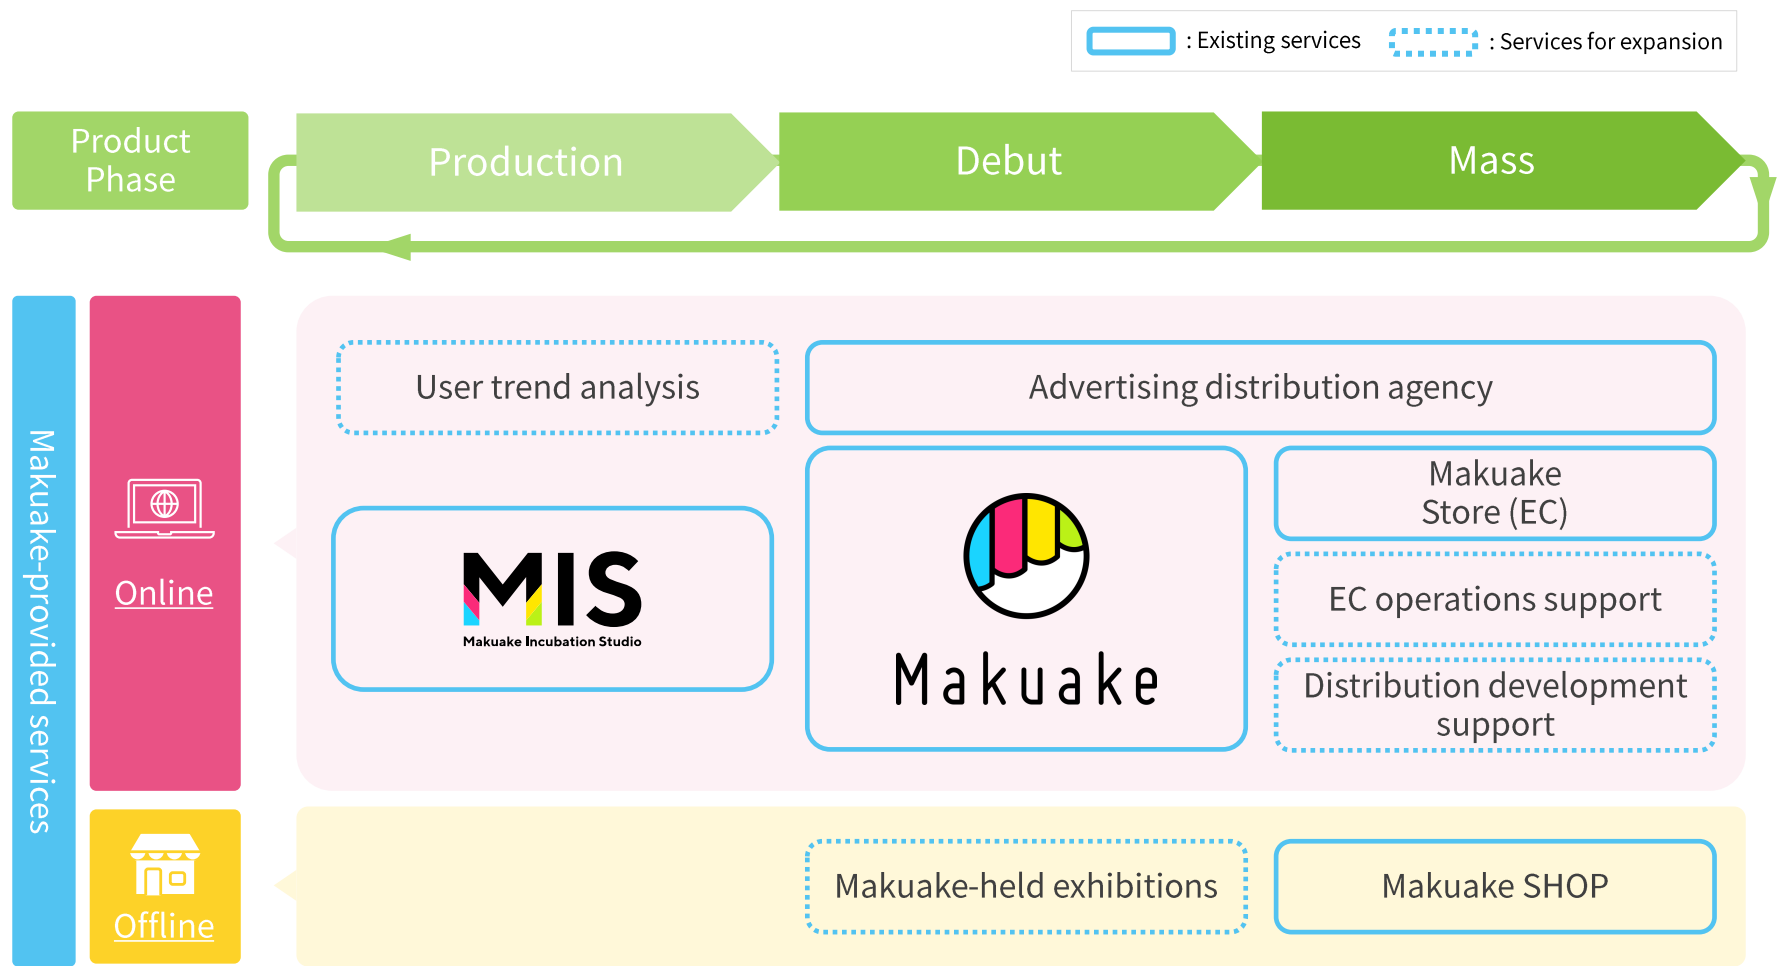 : Existing services
: Services for expansion
Product
Phase
Production
Debut
Mass
Makuake-provided services
Online
User trend analysis
Advertising distribution agency
MIS
Makuake Incubation Studio
Makuake
Makuake
Store (EC)
EC operations support
Distribution development
support
Offline
Makuake-held exhibitions
Makuake SHOP